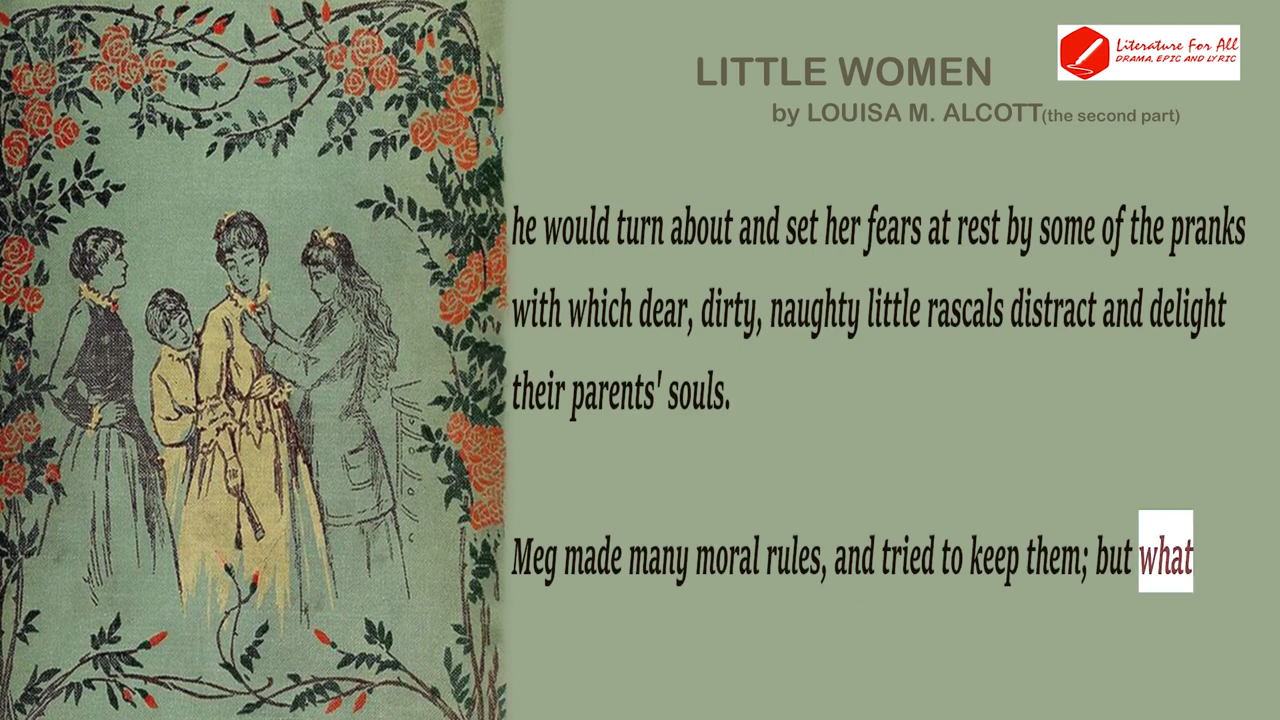 LITTLE WOMEN
by LOUISA M. ALCOTT(the second part)
Literature For All
DRAMA, EPIC AND LYRIC
he would turn about and set her fears at rest by some of the pranks
with which dear, dirty, naughty little rascals distract and delight
their parents' souls.
Meg made many moral rules, and tried to keep them; but what